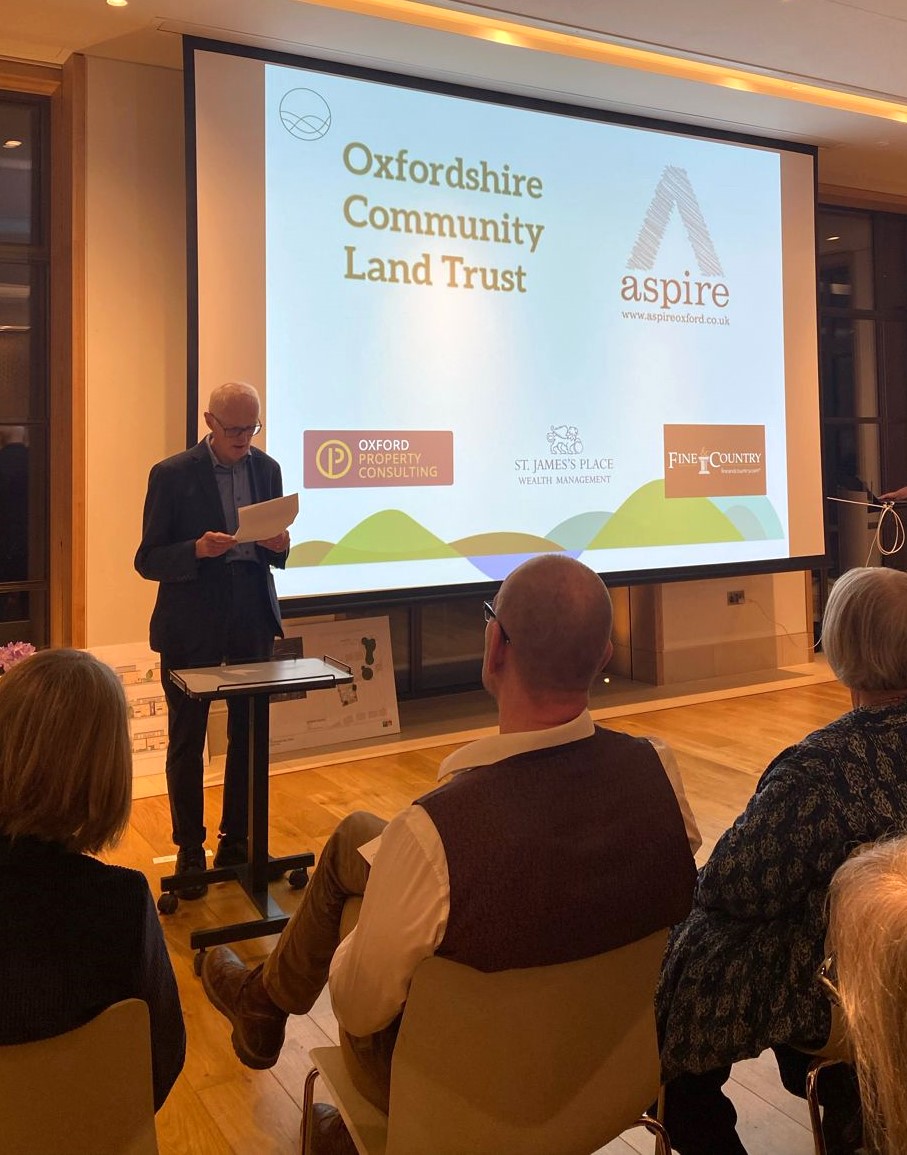 Oxfordshire
Community
Land Trust
aspire
www.aspireoxford.co.uk
OXFORD
PROPERTY
CONSULTING
ST. JAMES'S PLACE
WEALTH MANAGEMENT
FINE COUNTRY